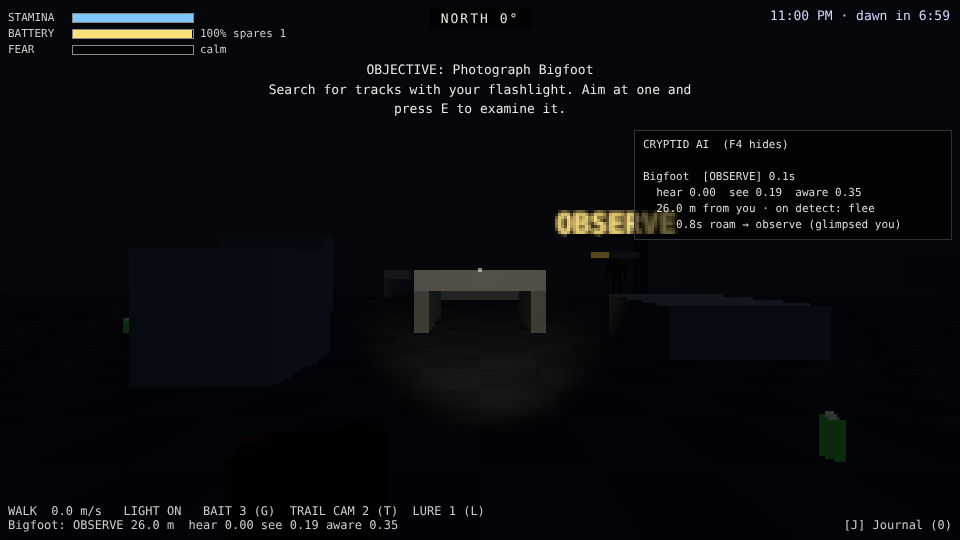 STAMINA
BATTERY 100% spares 1
FEAR calm
NORTH 0°
11:00 PM · dawn in 6:59
OBJECTIVE: Photograph Bigfoot
Search for tracks with your flashlight. Aim at one and
press E to examine it.
CRYPTID AI (F4 hides)
Bigfoot [OBSERVE] 0.1s
hear 0.00 see 0.19 aware 0.35
26.0 m from you · on detect: flee
0.8s roam → observe (glimpsed you)
OBSERVE
WALK 0.0 m/s LIGHT ON BAIT 3 (G) TRAIL CAM 2 (T) LURE 1 (L)
Bigfoot: OBSERVE 26.0 m hear 0.00 see 0.19 aware 0.35
[J] Journal (0)